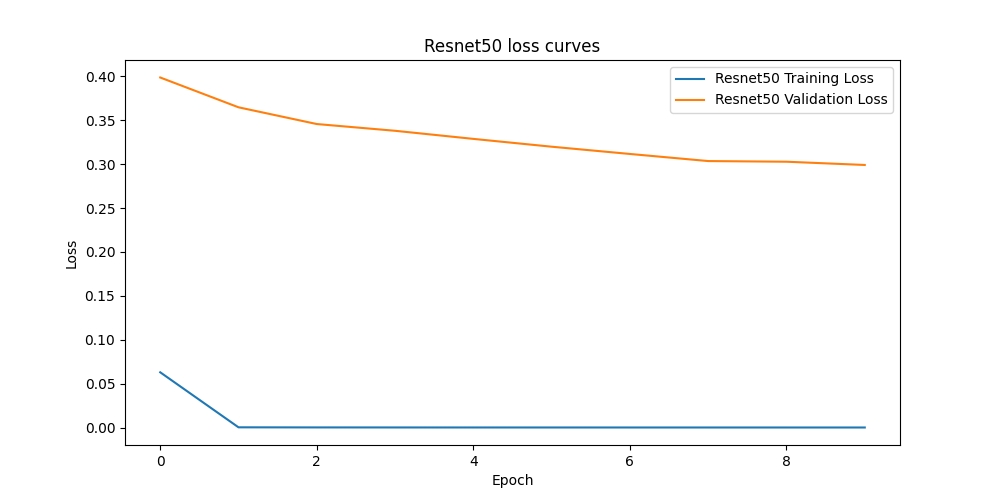 Resnet50 loss curves
Resnet50 Training Loss
Resnet50 Validation Loss
0.40
0.35
0.30
0.25
0.20
0.15
0.10
0.05
0.00
Loss
0 2 4 6 8
Epoch